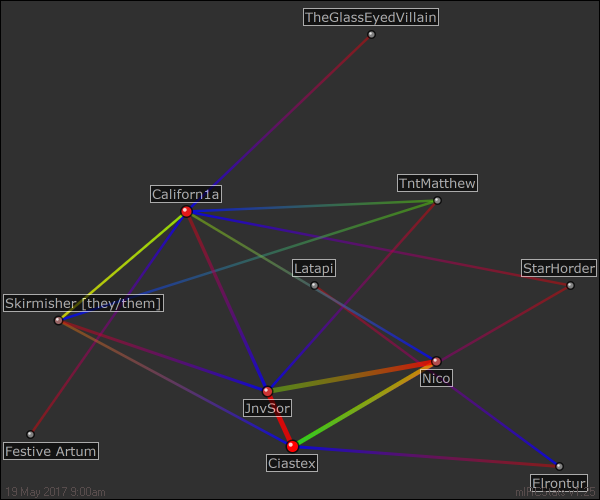 TheGlassEyedVillain
Californ1a
TntMatthew
Latapi
StarHorder
Skirmisher [they/them]
Nico
JnvSor
Festive Artum
Ciastex
Elrontur
19 May 2017 9:00am